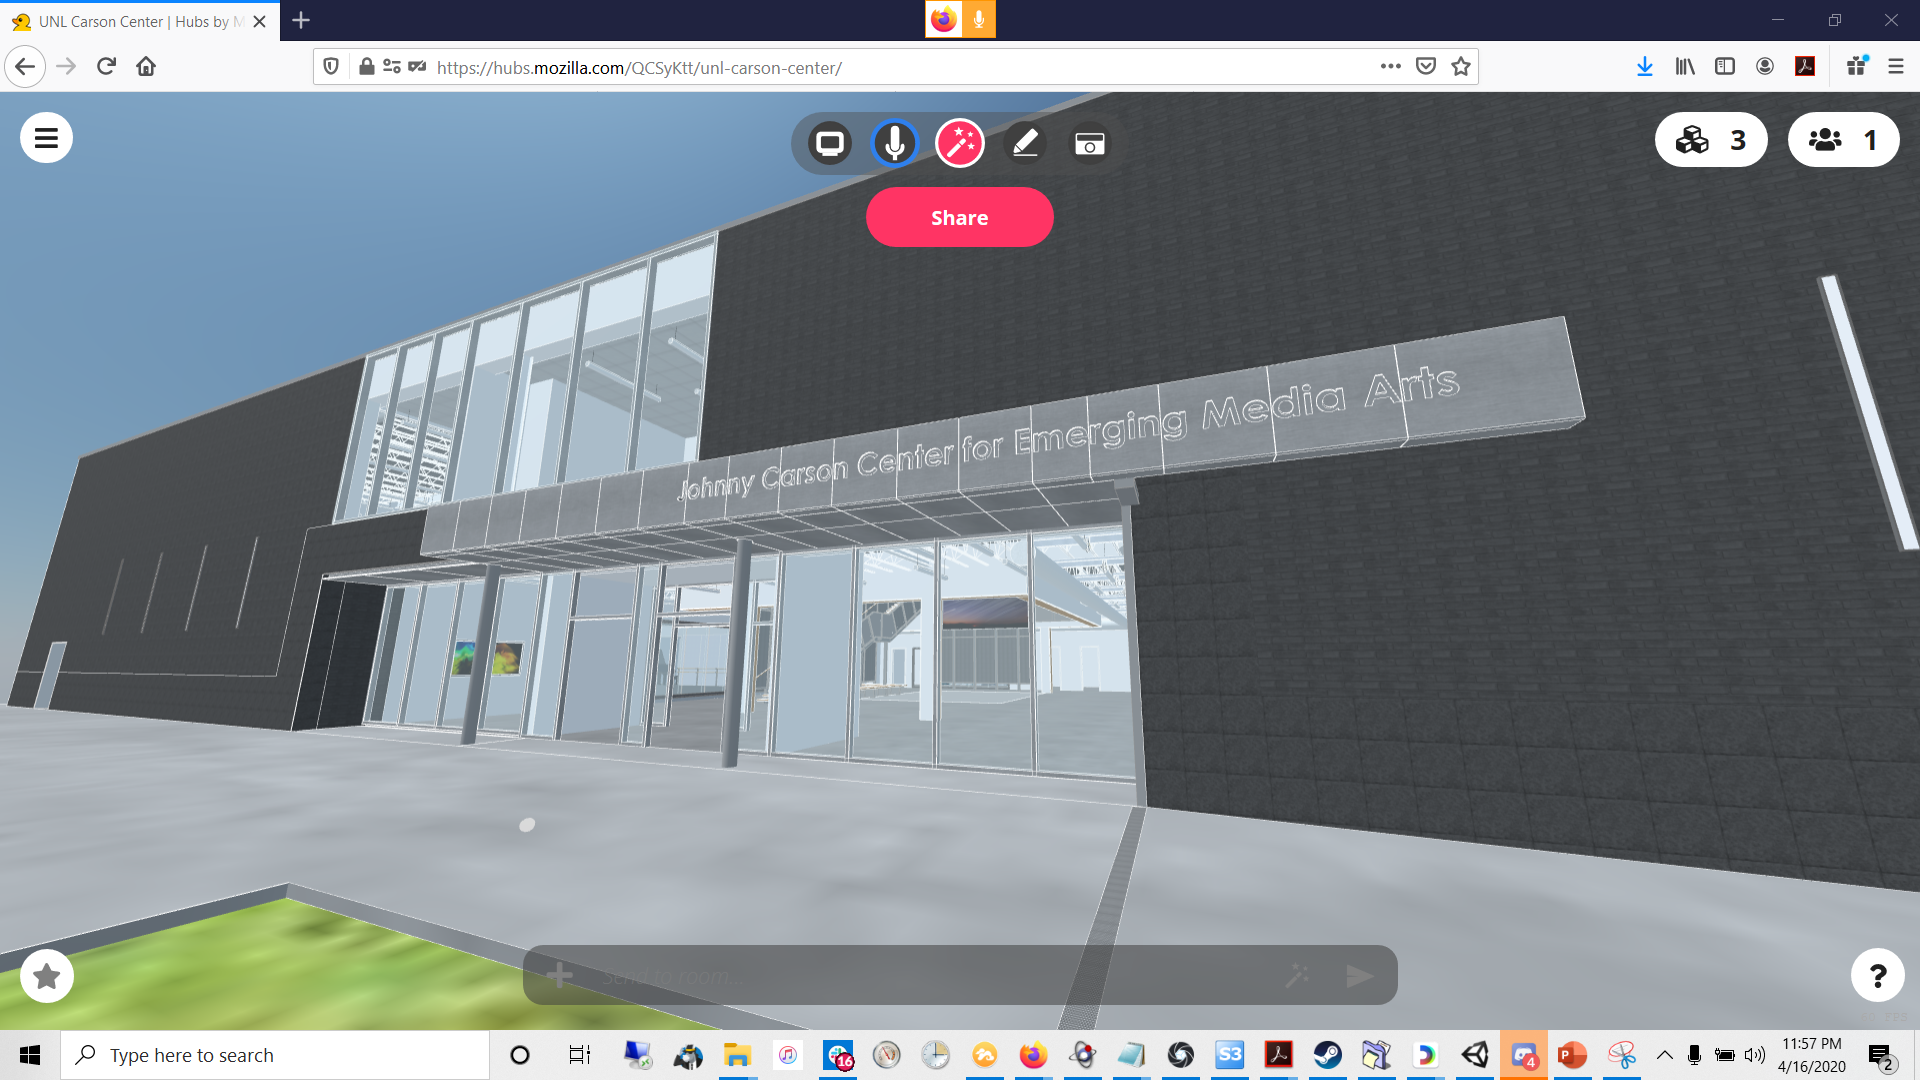 UNL Carson Center | Hubs by M
https://hubs.mozilla.com/QCSyKtt/unl-carson-center/
3
1
Share
Johnny Carson Center for Emerging Media Arts
Send to room...
?
Type here to search
16
S3
4
11:57 PM
4/16/2020
2